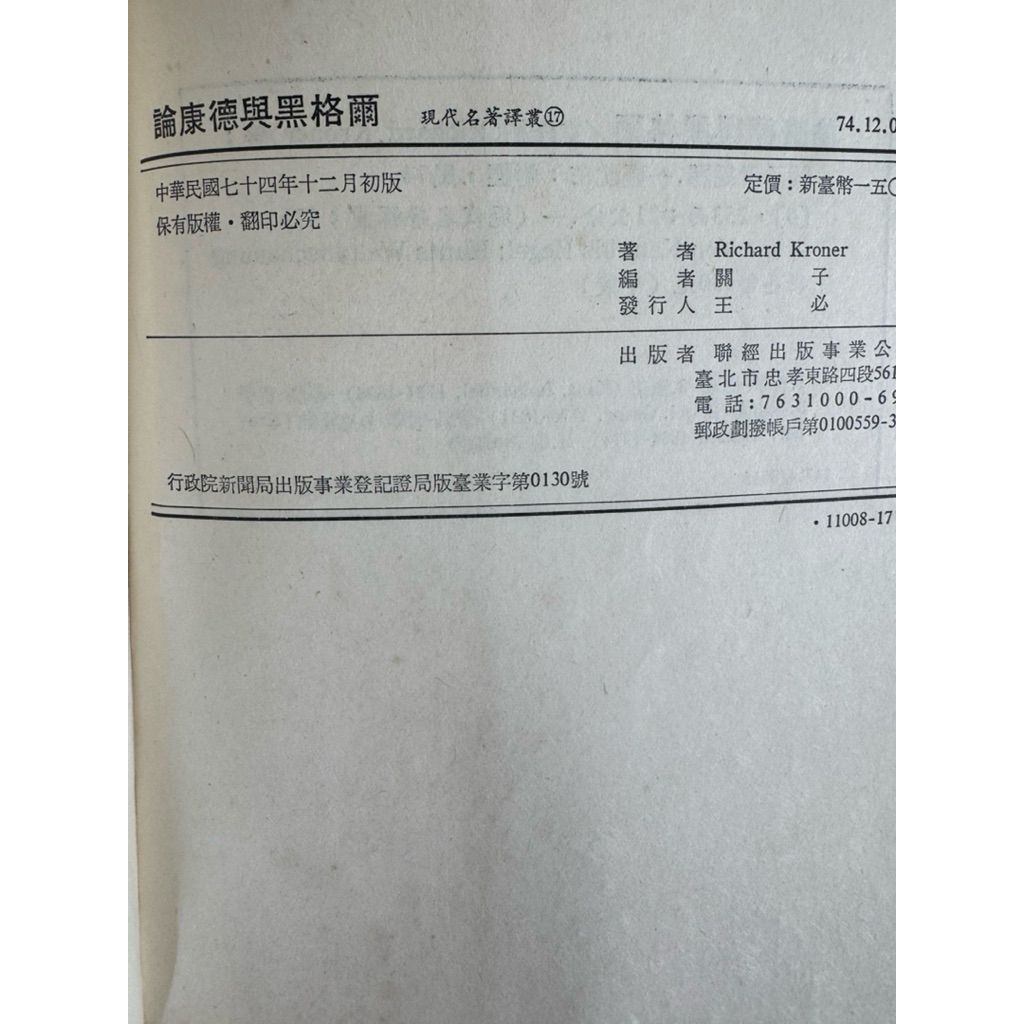 論康德與黑格爾 現代名著譯叢⑰ 74.12.0
中華民國七十四年十二月初版 定價：新臺幣一五〇
保有版權・翻印必究
著者 Richard Kroner
編者 關子
發行人 王必
出版者 聯經出版事業公
臺北市忠孝東路四段561
電話:7631000-69
郵政劃撥帳戶第0100559-3
行政院新聞局出版事業登記證局版臺業字第0130號
・11008-17